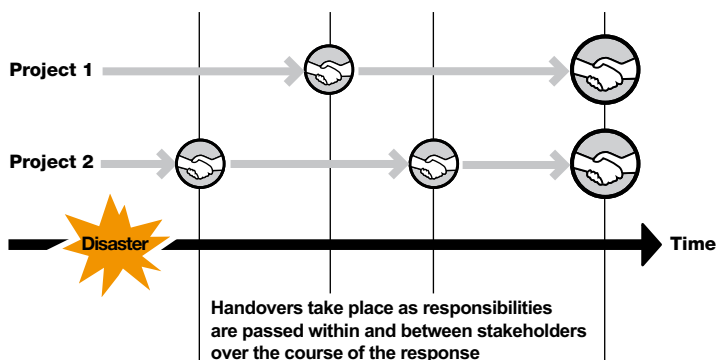 Project 1
Project 2
Disaster
Time
Handovers take place as responsibilities
are passed within and between stakeholders
over the course of the response